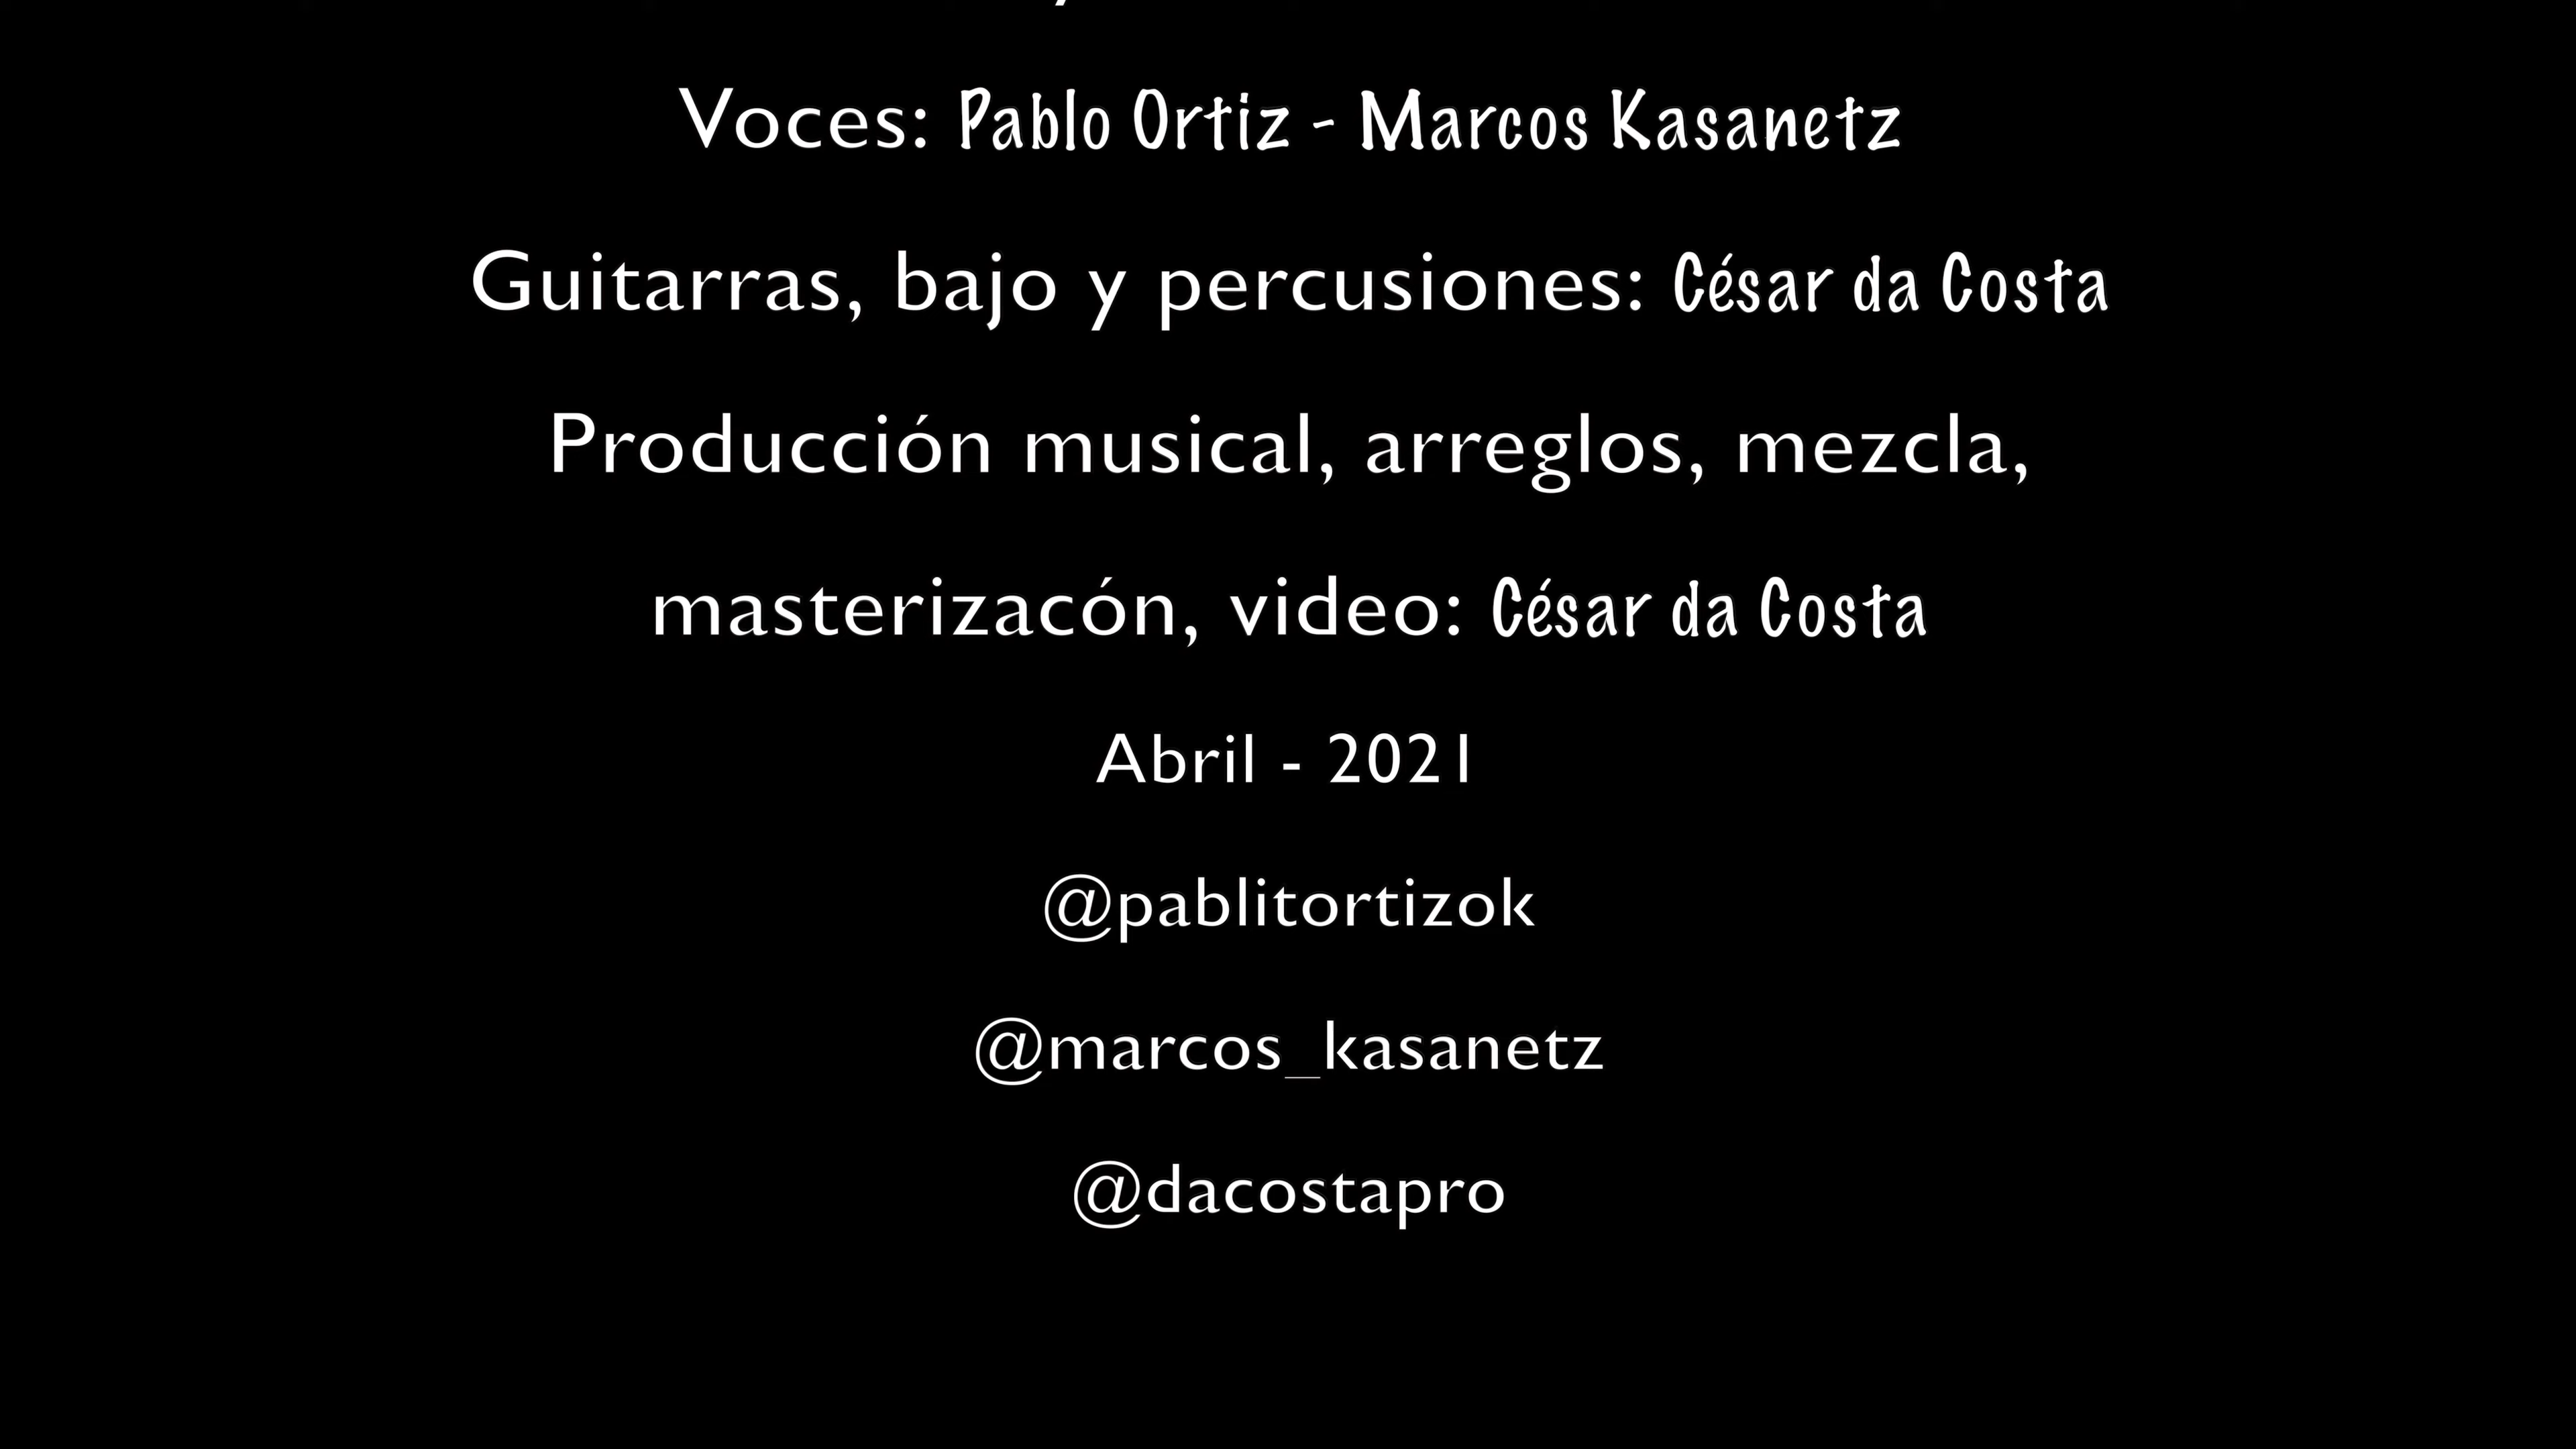 Voces: Pablo Ortiz - Marcos Kasanetz
Guitarras, bajo y percusiones: César da Costa
Producción musical, arreglos, mezcla,
masterizacón, video: César da Costa
Abril - 2021
@pablitortizok
@marcos_kasanetz
@dacostapro